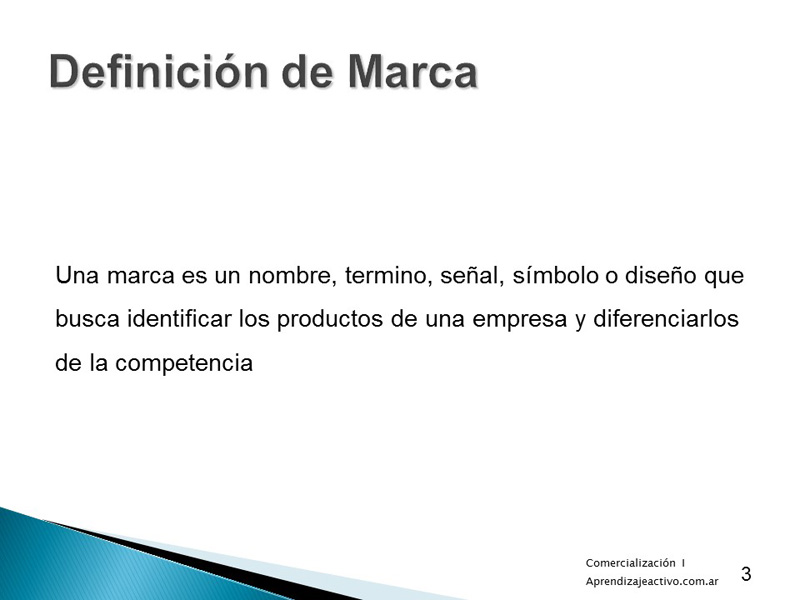 Definición de Marca
Una marca es un nombre, termino, señal, símbolo o diseño que
busca identificar los productos de una empresa y diferenciarlos
de la competencia
Comercialización I
Aprendizajeactivo.com.ar
3